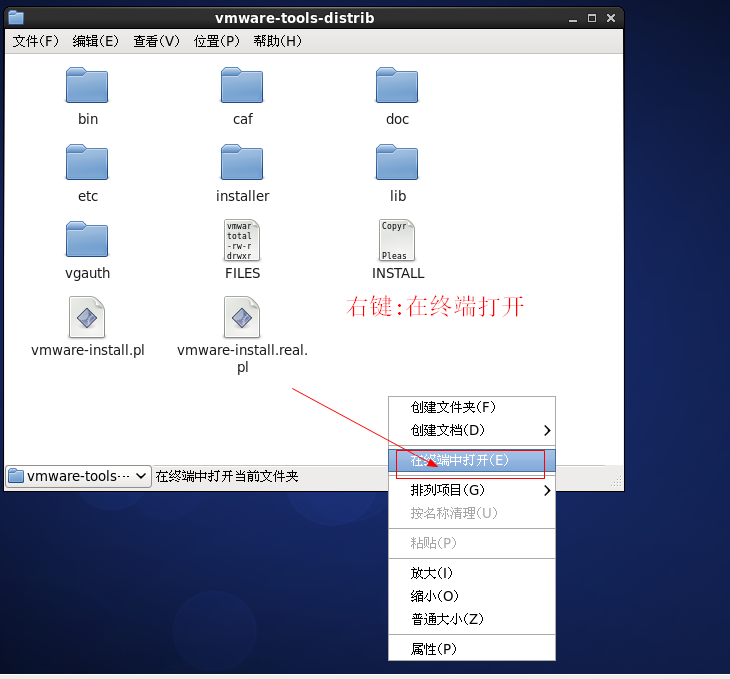 vmware-tools-distrib
文件(F) 编辑(E) 查看(V) 位置(P) 帮助(H)
bin caf doc
etc installer lib
vmwar
total
-rw-r
drwxr
Copyr
Pleas
vgauth FILES INSTALL
右键:在终端打开
vmware-install.pl vmware-install.real.
pl
创建文件夹(F)
创建文档(D)
在终端中打开(E)
vmware-tools··· 在终端中打开当前文件夹
排列项目(G)
按名称清理(U)
粘贴(P)
放大(I)
缩小(O)
普通大小(Z)
属性(P)